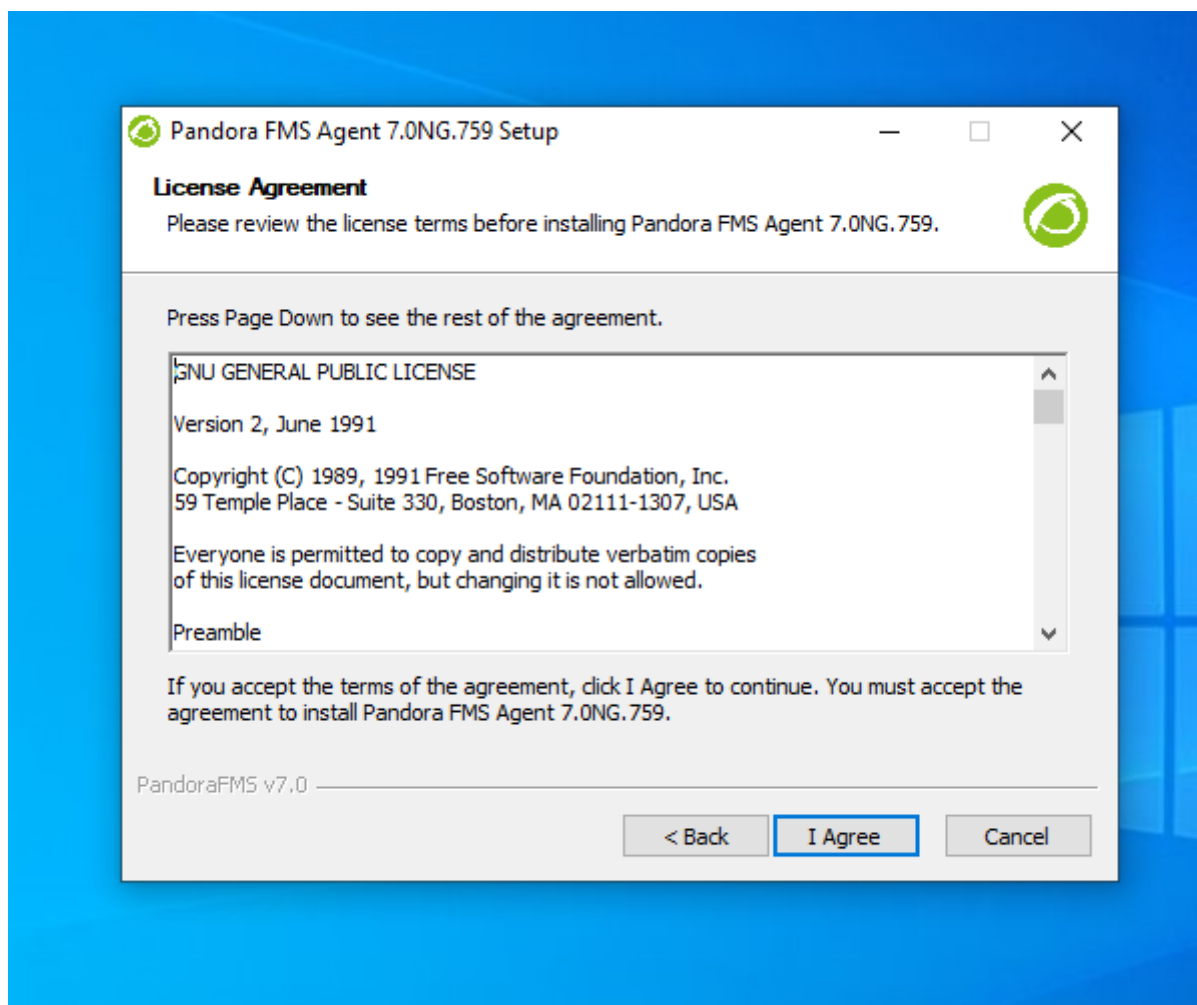 Pandora FMS Agent 7.0NG.759 Setup
License Agreement
Please review the license terms before installing Pandora FMS Agent 7.0NG.759.
Press Page Down to see the rest of the agreement.
GNU GENERAL PUBLIC LICENSE
Version 2, June 1991
Copyright (C) 1989, 1991 Free Software Foundation, Inc.
59 Temple Place - Suite 330, Boston, MA 02111-1307, USA
Everyone is permitted to copy and distribute verbatim copies
of this license document, but changing it is not allowed.
Preamble
If you accept the terms of the agreement, click I Agree to continue. You must accept the
agreement to install Pandora FMS Agent 7.0NG.759.
PandoraFMS v7.0
< Back
I Agree
Cancel